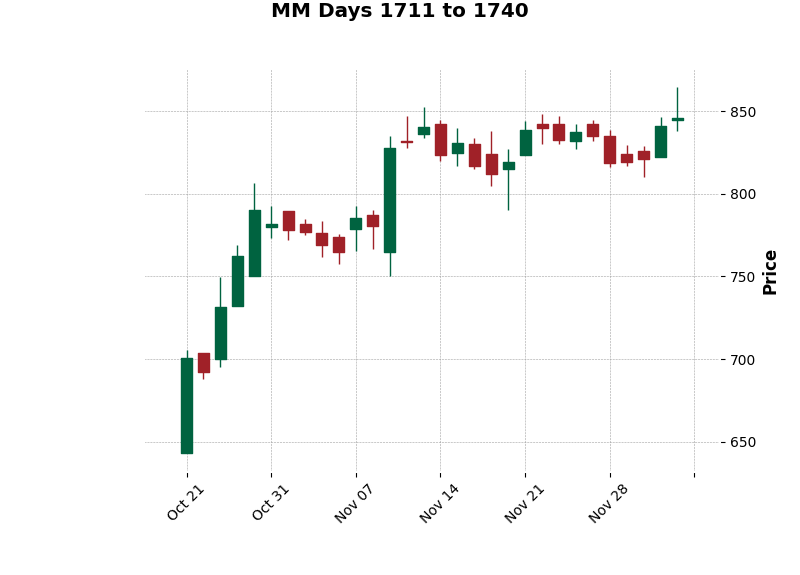 MM Days 1711 to 1740
850
800
750
700
650
Price
Oct 21
Oct 31
Nov 07
Nov 14
Nov 21
Nov 28